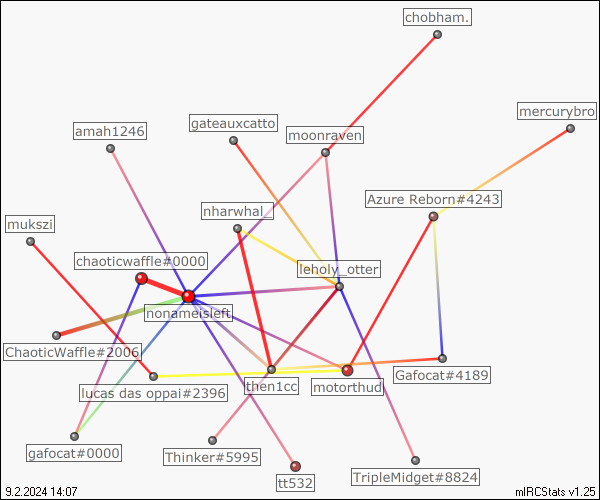 chobham.
mercurybro
gateauxcatto
amah1246
moonraven
Azure Reborn#4243
nharwhal_
mukszi
chaoticwaffle#0000
leholy_otter
nonameisleft
ChaoticWaffle#2006
Gafocat#4189
then1cc
motorthud
lucas das oppai#2396
gafocat#0000
Thinker#5995
TripleMidget#8824
tt532
9.2.2024 14:07
mIRCStats v1.25